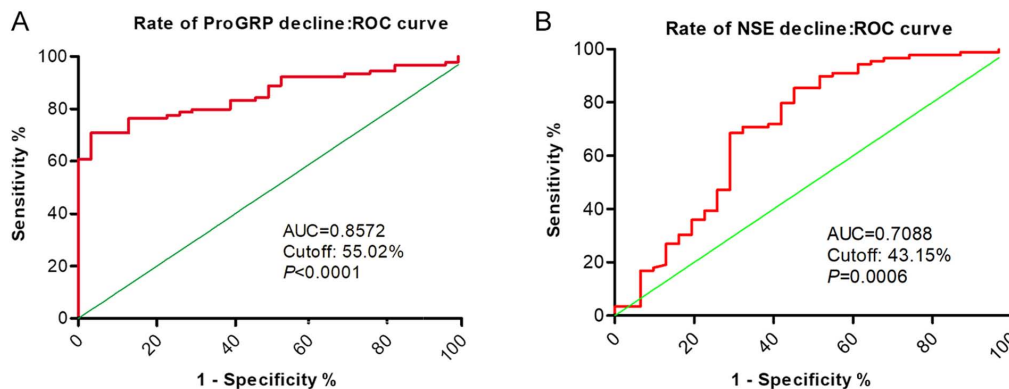 A
Rate of ProGRP decline:ROC curve
100
80
60
40
20
0
Sensitivity %
AUC=0.8572
Cutoff: 55.02%
P<0.0001
0
20
40
60
80
100
1 - Specificity %
B
Rate of NSE decline:ROC curve
100
80
60
40
20
0
Sensitivity %
AUC=0.7088
Cutoff: 43.15%
P=0.0006
0
20
40
60
80
100
1 - Specificity %